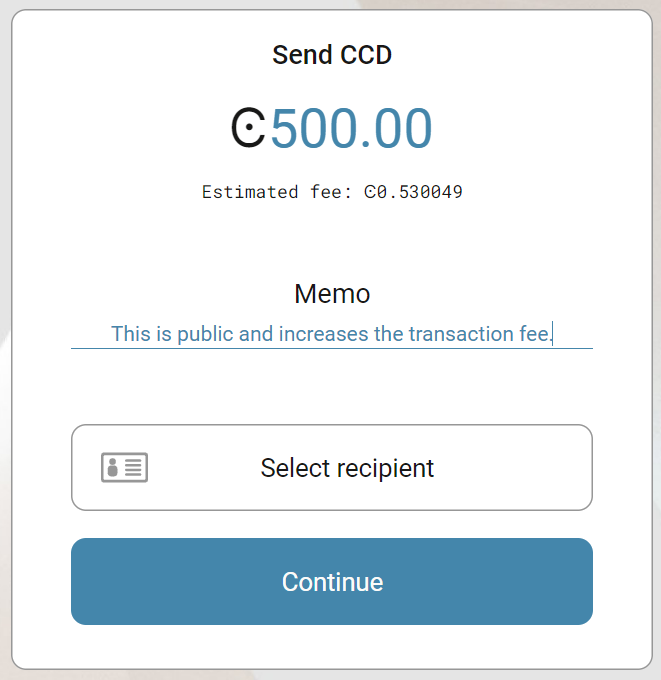 Send CCD
Ͼ500.00
Estimated fee: Ͼ0.530049
Memo
This is public and increases the transaction fee.
Select recipient
Continue